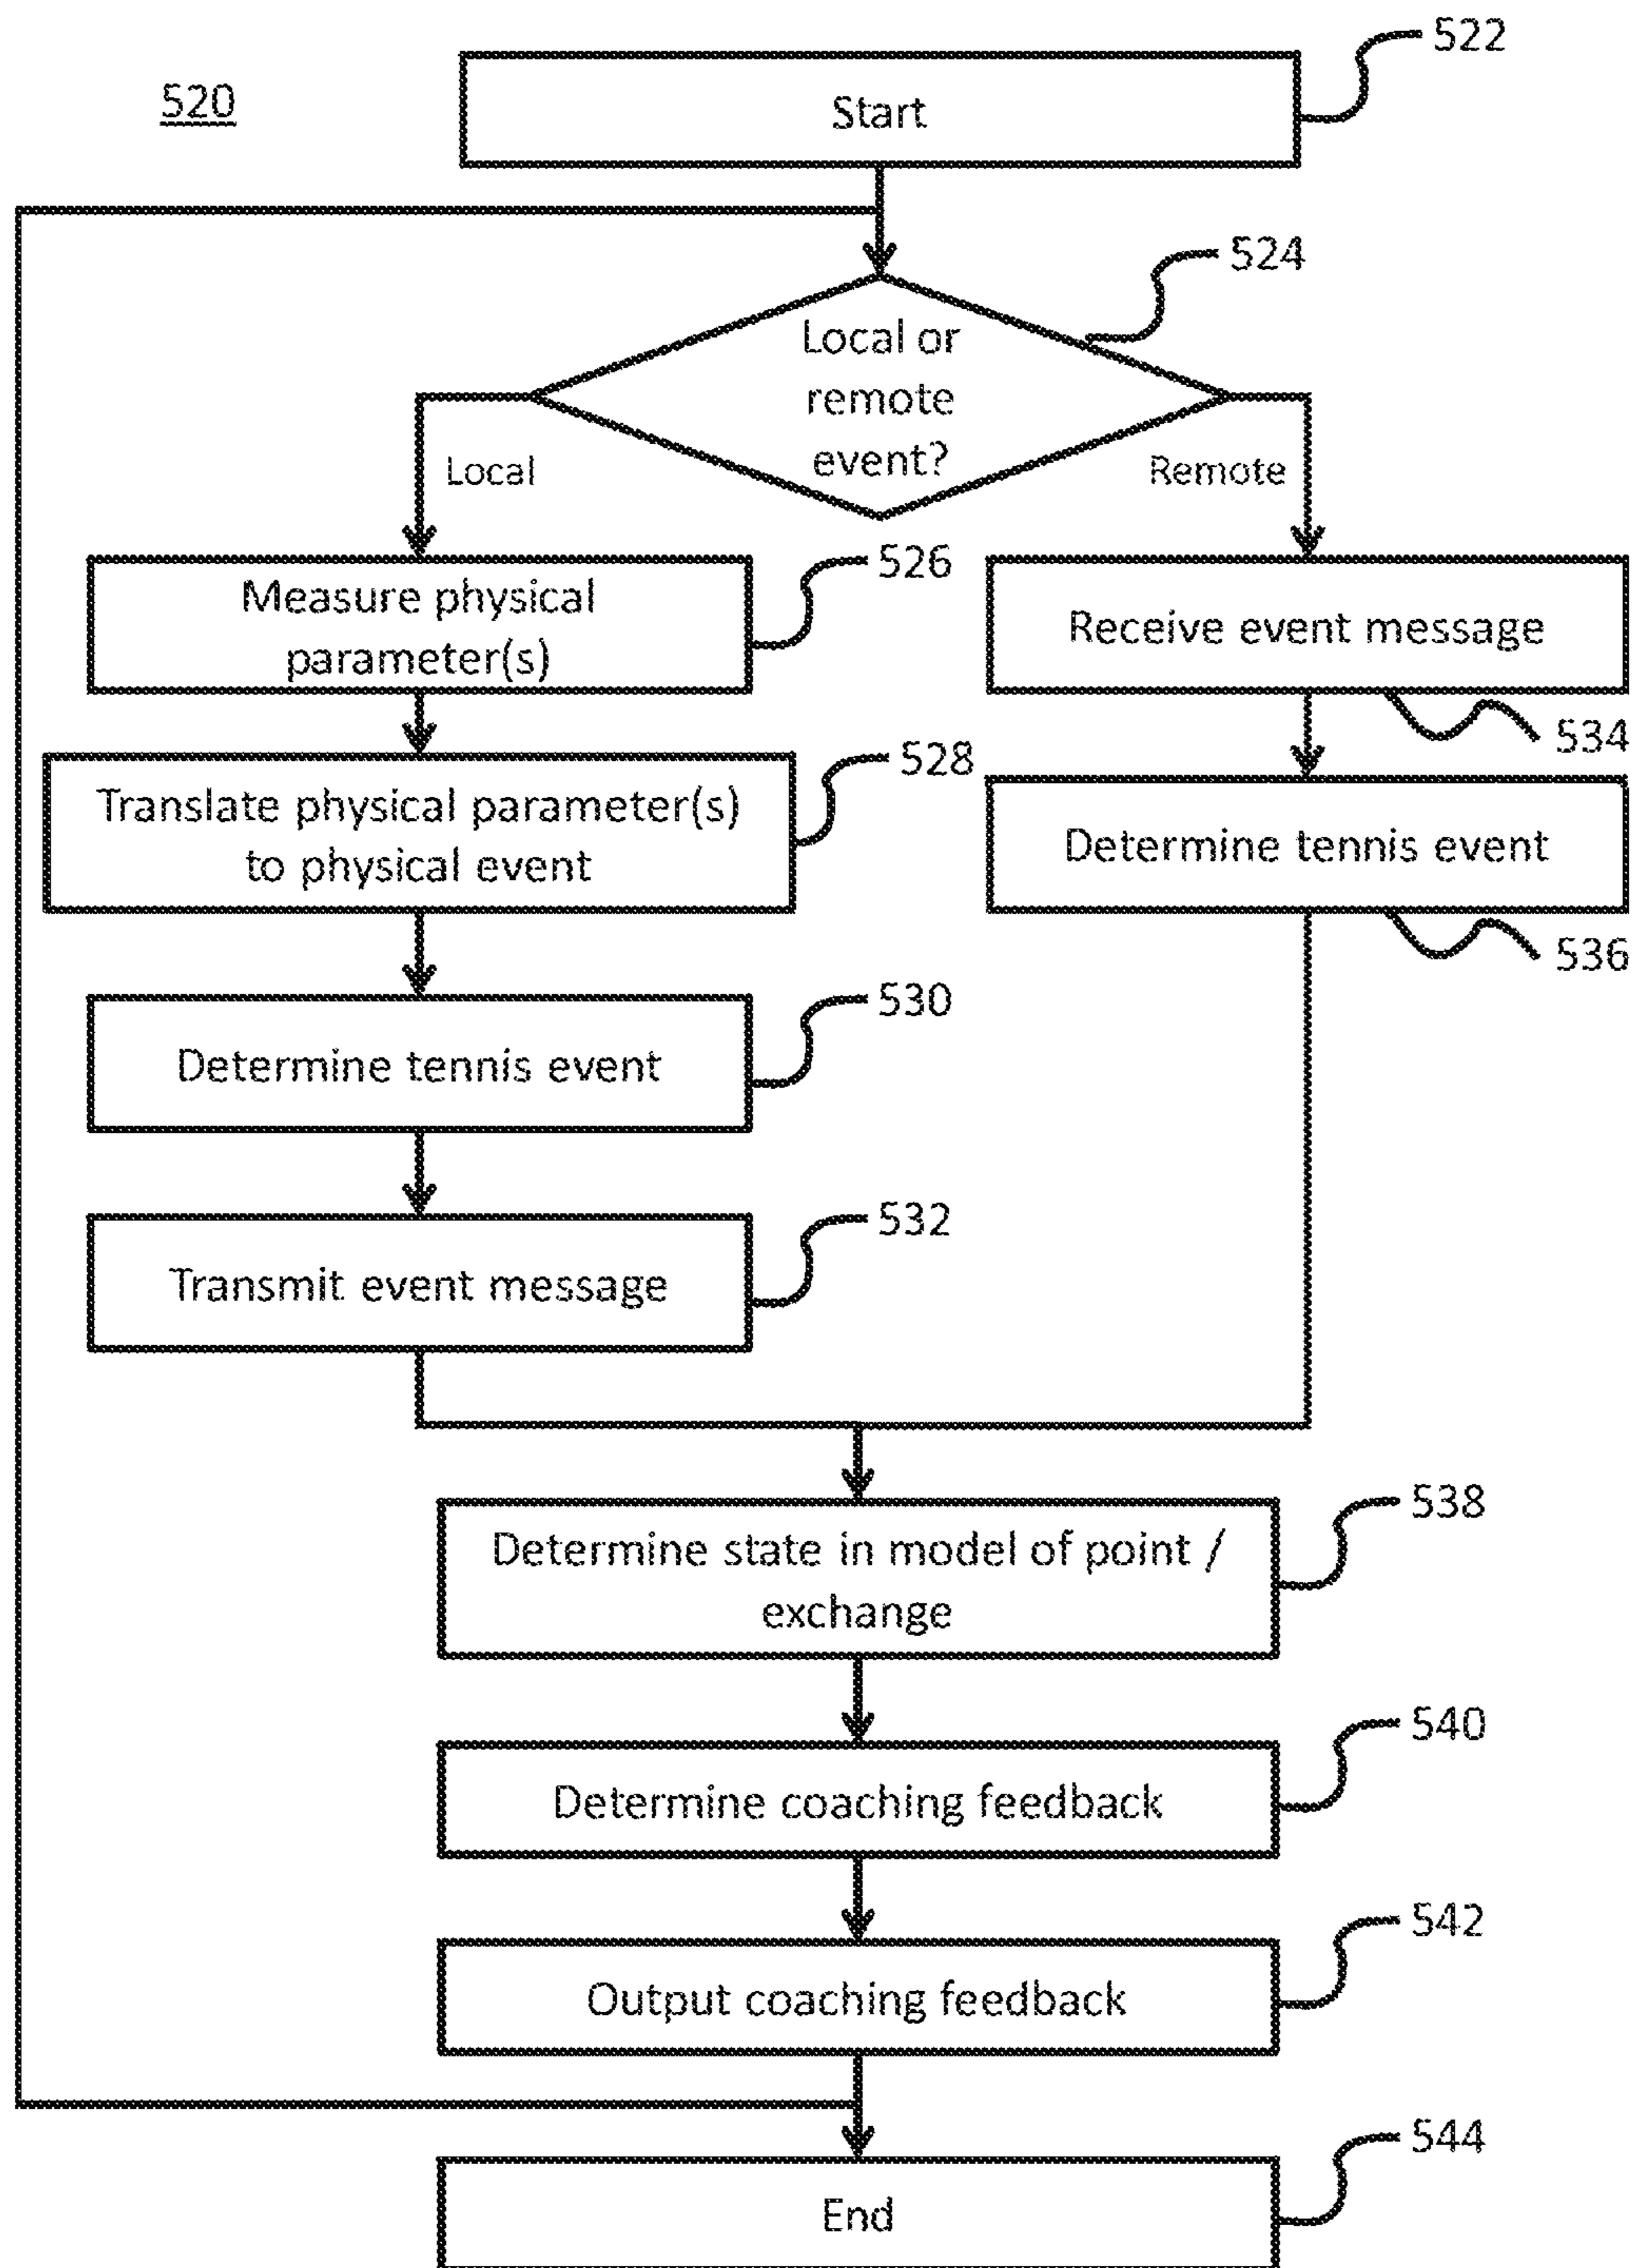 522
520
Start
524
Local or
remote
event?
Local
Remote
526
Measure physical
parameter(s)
Receive event message
534
528
Translate physical parameter(s)
to physical event
Determine tennis event
536
530
Determine tennis event
532
Transmit event message
538
Determine state in model of point /
exchange
540
Determine coaching feedback
542
Output coaching feedback
544
End